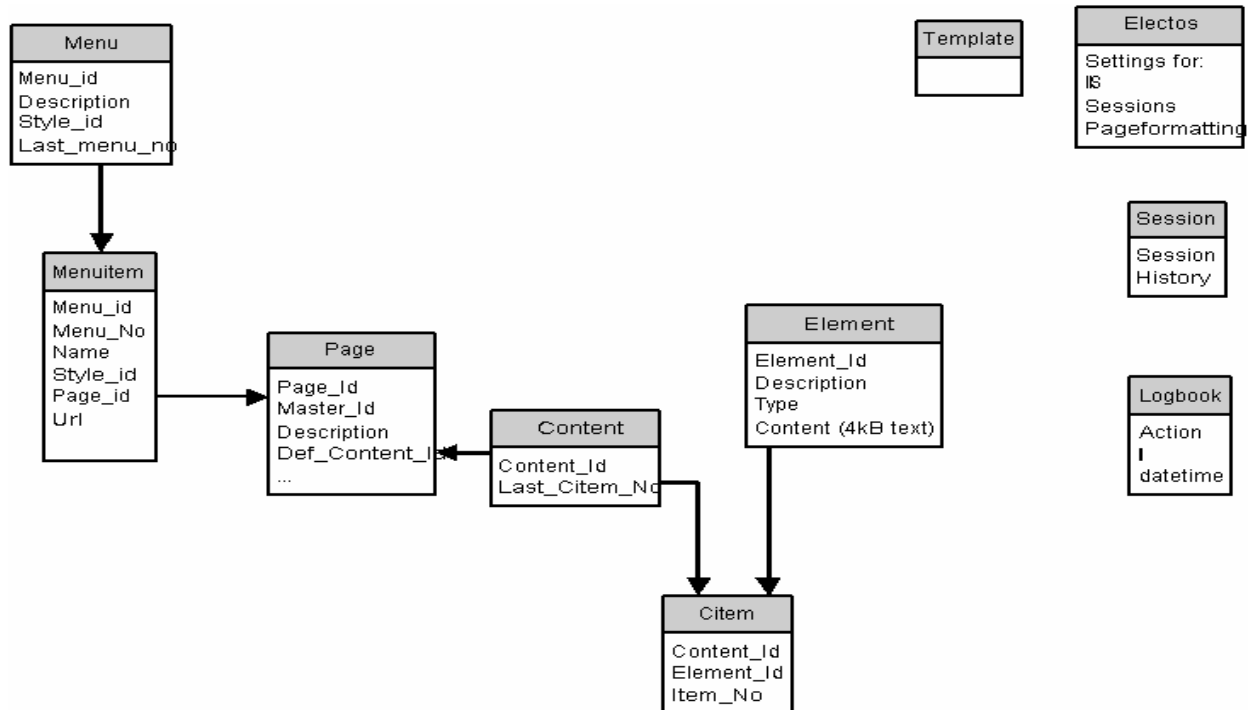 Menu
Menu_id
Description
Style_id
Last_menu_no
Menuitem
Menu_id
Menu_No
Name
Style_id
Page_id
Url
Page
Page_Id
Master_Id
Description
Def_Content_Id
...
Content
Content_Id
Last_Citem_No
Element
Element_Id
Description
Type
Content (4kB text)
Citem
Content_Id
Element_Id
Item_No
Template
Electos
Settings for:
IIS
Sessions
Pageformatting
Session
Session
History
Logbook
Action
datetime